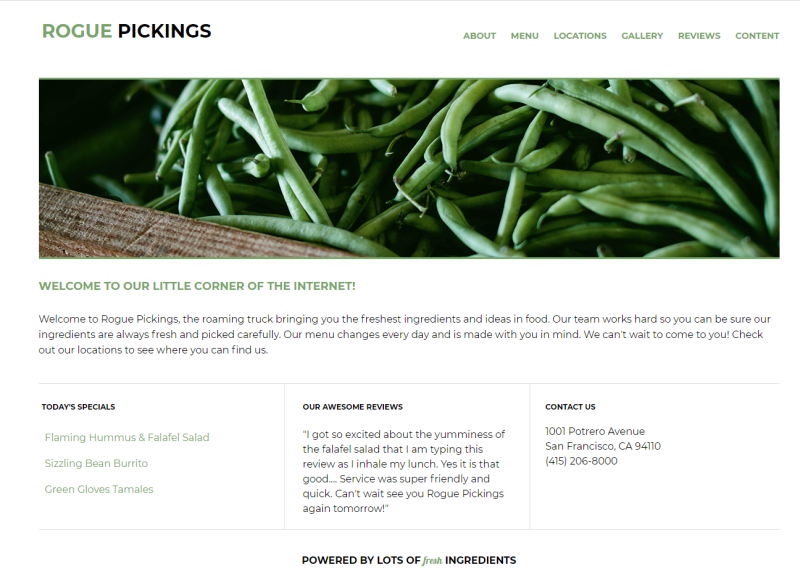 ROGUE PICKINGS
ABOUT MENU LOCATIONS GALLERY REVIEWS CONTENT
WELCOME TO OUR LITTLE CORNER OF THE INTERNET!
Welcome to Rogue Pickings, the roaming truck bringing you the freshest ingredients and ideas in food. Our team works hard so you can be sure our
ingredients are always fresh and picked carefully. Our menu changes every day and is made with you in mind. We can't wait to come to you! Check
out our locations to see where you can find us.
TODAY'S SPECIALS
Flaming Hummus & Falafel Salad
Sizzling Bean Burrito
Green Gloves Tamales
OUR AWESOME REVIEWS
"I got so excited about the yumminess of
the falafel salad that I am typing this
review as I inhale my lunch. Yes it is that
good.... Service was super friendly and
quick. Can't wait see you Rogue Pickings
again tomorrow!"
CONTACT US
1001 Potrero Avenue
San Francisco, CA 94110
(415) 206-8000
POWERED BY LOTS OF fresh INGREDIENTS